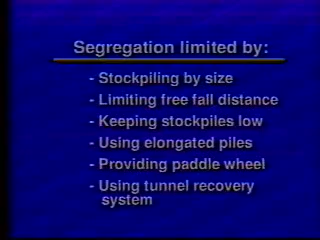 Segregation limited by:
- Stockpiling by size
- Limiting free fall distance
- Keeping stockpiles low
- Using elongated piles
- Providing paddle wheel
- Using tunnel recovery
system